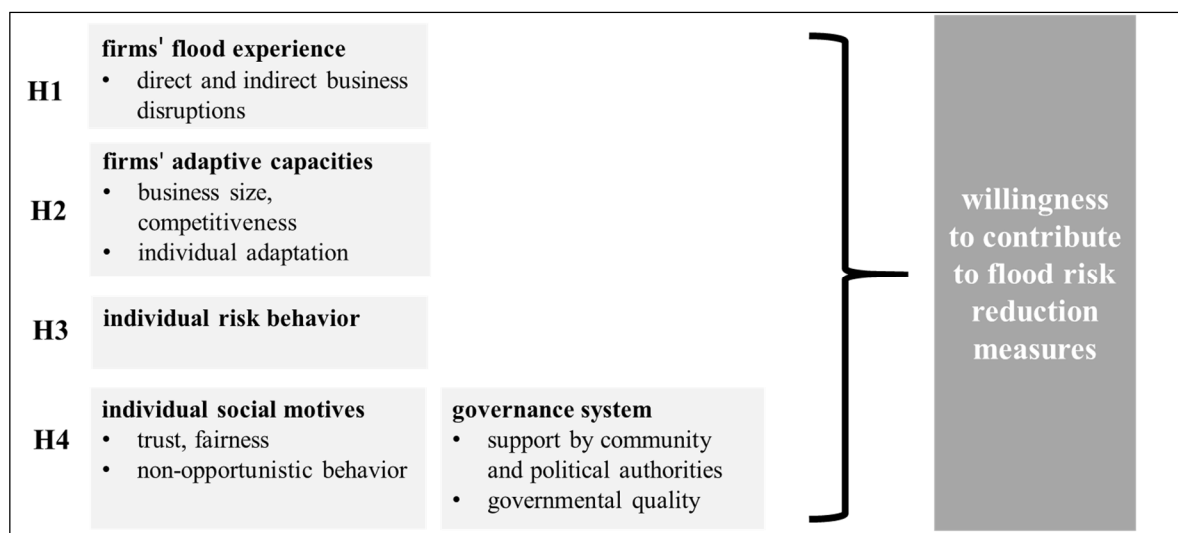 H1
firms' flood experience
• direct and indirect business
disruptions
H2
firms' adaptive capacities
• business size,
competitiveness
• individual adaptation
H3
individual risk behavior
H4
individual social motives
• trust, fairness
• non-opportunistic behavior
governance system
• support by community
and political authorities
• governmental quality
willingness
to contribute
to flood risk
reduction
measures